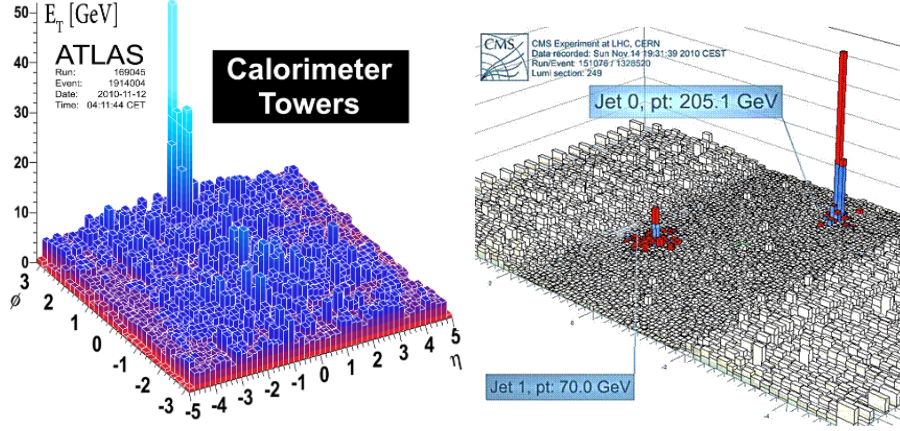 E_T [GeV]
50
40
30
20
10
0
ATLAS
Run: 169045
Event: 1914004
Date: 2010-11-12
Time: 04:11:44 CET
Calorimeter
Towers
3
2
1
0
-1
-2
-3
ϕ
-5 -4 -3 -2 -1 0 1 2 3 4 5
η
CMS
CMS Experiment at LHC, CERN
Data recorded: Sun Nov 14 19:31:39 2010 CEST
Run/Event: 151076 / 1328520
Lumi section: 249
Jet 0, pt: 205.1 GeV
Jet 1, pt: 70.0 GeV